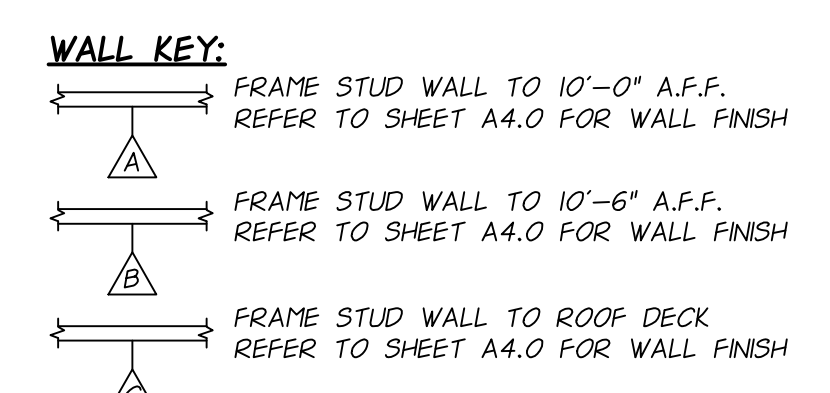 WALL KEY:
FRAME STUD WALL TO 10'-0" A.F.F.
REFER TO SHEET A4.0 FOR WALL FINISH
A
FRAME STUD WALL TO 10'-6" A.F.F.
REFER TO SHEET A4.0 FOR WALL FINISH
B
FRAME STUD WALL TO ROOF DECK
REFER TO SHEET A4.0 FOR WALL FINISH